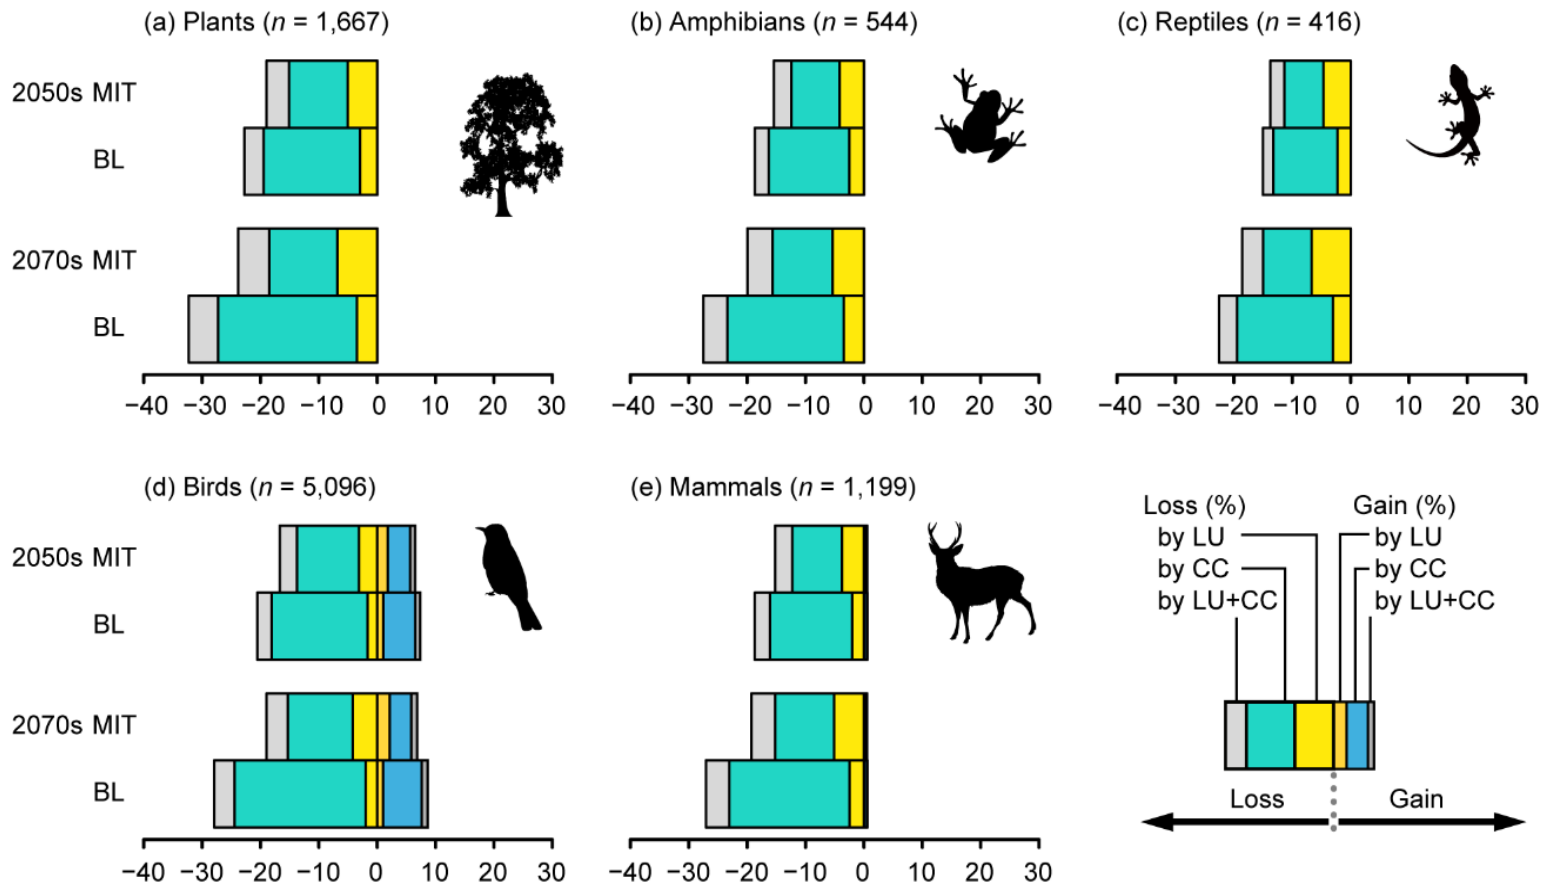 (a) Plants (n = 1,667)
(b) Amphibians (n = 544)
(c) Reptiles (n = 416)
2050s MIT
BL
2070s MIT
BL
−40 −30 −20 −10 0 10 20 30
−40 −30 −20 −10 0 10 20 30
−40 −30 −20 −10 0 10 20 30
(d) Birds (n = 5,096)
(e) Mammals (n = 1,199)
2050s MIT
BL
2070s MIT
BL
−40 −30 −20 −10 0 10 20 30
−40 −30 −20 −10 0 10 20 30
Loss (%)
by LU
by CC
by LU+CC
Gain (%)
by LU
by CC
by LU+CC
Loss
Gain